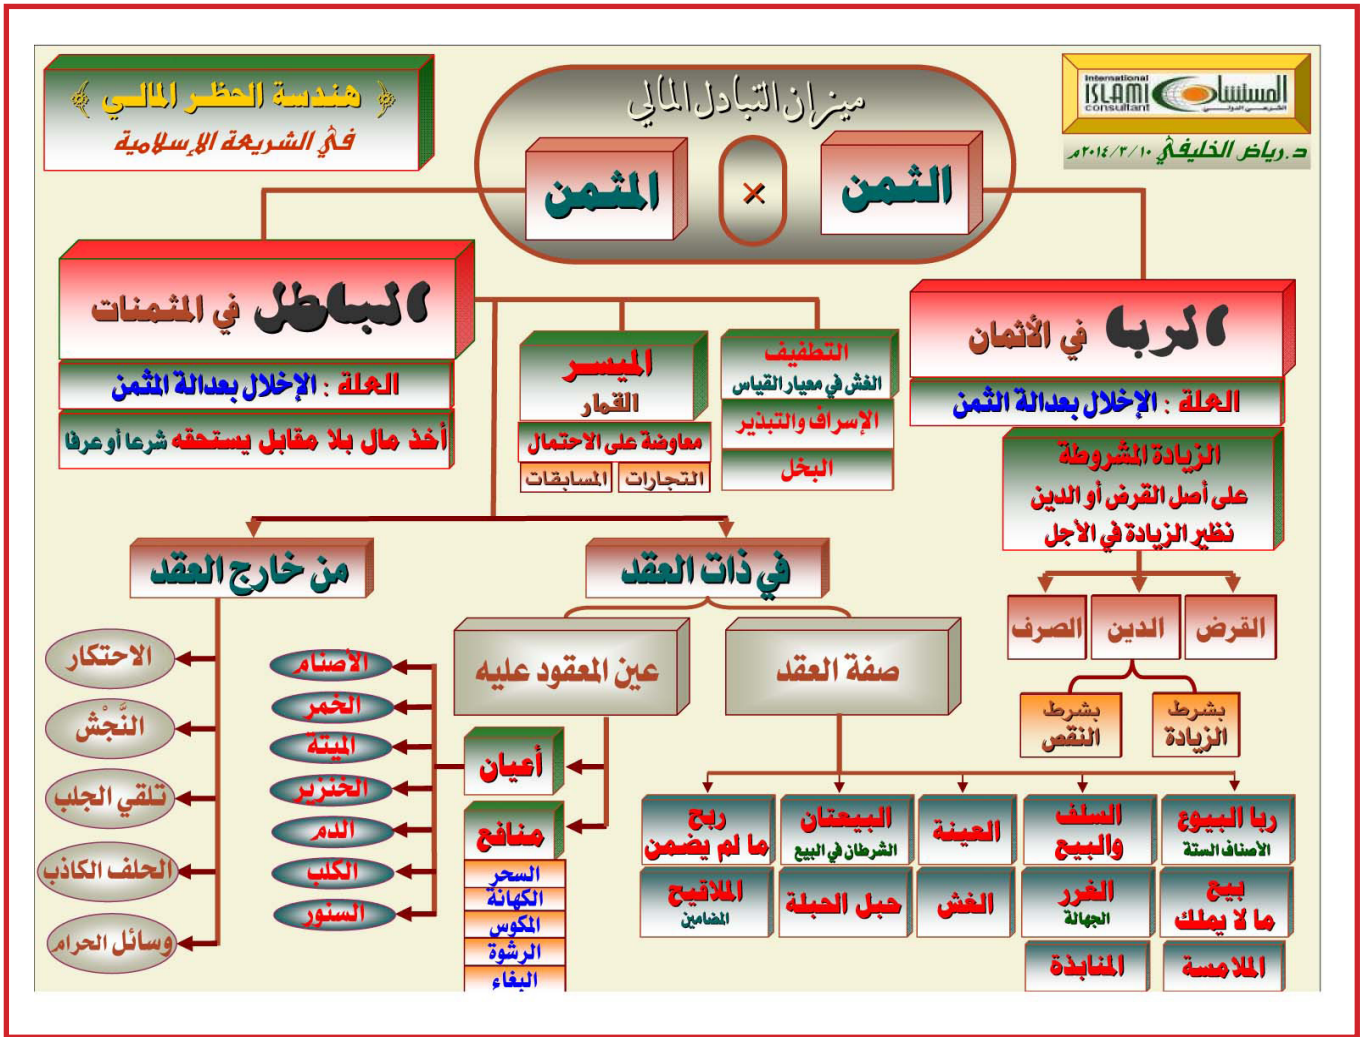 المستشار
الشرعي الدولي
International
ISLAMI
consultant
د.رياض الخليفي ٢٠١٤/٣/١٠م
﴿ هندسة الحظر المالي ﴾
في الشريعة الإسلامية
ميزان التبادل المالي
الثمن
×
المثمن
الربا في الأثمان
العلة : الإخلال بعدالة الثمن
الزيادة المشروطة
على أصل القرض أو الدين
نظير الزيادة في الأجل
القرض
الدين
الصرف
بشرط
الزيادة
بشرط
النقص
الباطل في المثمنات
العلة : الإخلال بعدالة المثمن
أخذ مال بلا مقابل يستحقه شرعا أو عرفا
التطفيف
الغش في معيار القياس
الإسراف والتبذير
البخل
الميسر
القمار
معاوضة على الاحتمال
التجارات
المسابقات
في ذات العقد
من خارج العقد
صفة العقد
عين المعقود عليه
ربا البيوع
الأصناف الستة
السلف
والبيع
العينة
البيعتان
الشرطان في البيع
ربح
ما لم يضمن
بيع
ما لا يملك
الغرر
الجهالة
الغش
حبل الحبلة
الملاقيح
المضامين
الملامسة
المنابذة
أعيان
منافع
السحر
الكهانة
المكوس
الرشوة
البغاء
الأصنام
الخمر
الميتة
الخنزير
الدم
الكلب
السنور
الاحتكار
النَّجْش
تلقي الجلب
الحلف الكاذب
وسائل الحرام